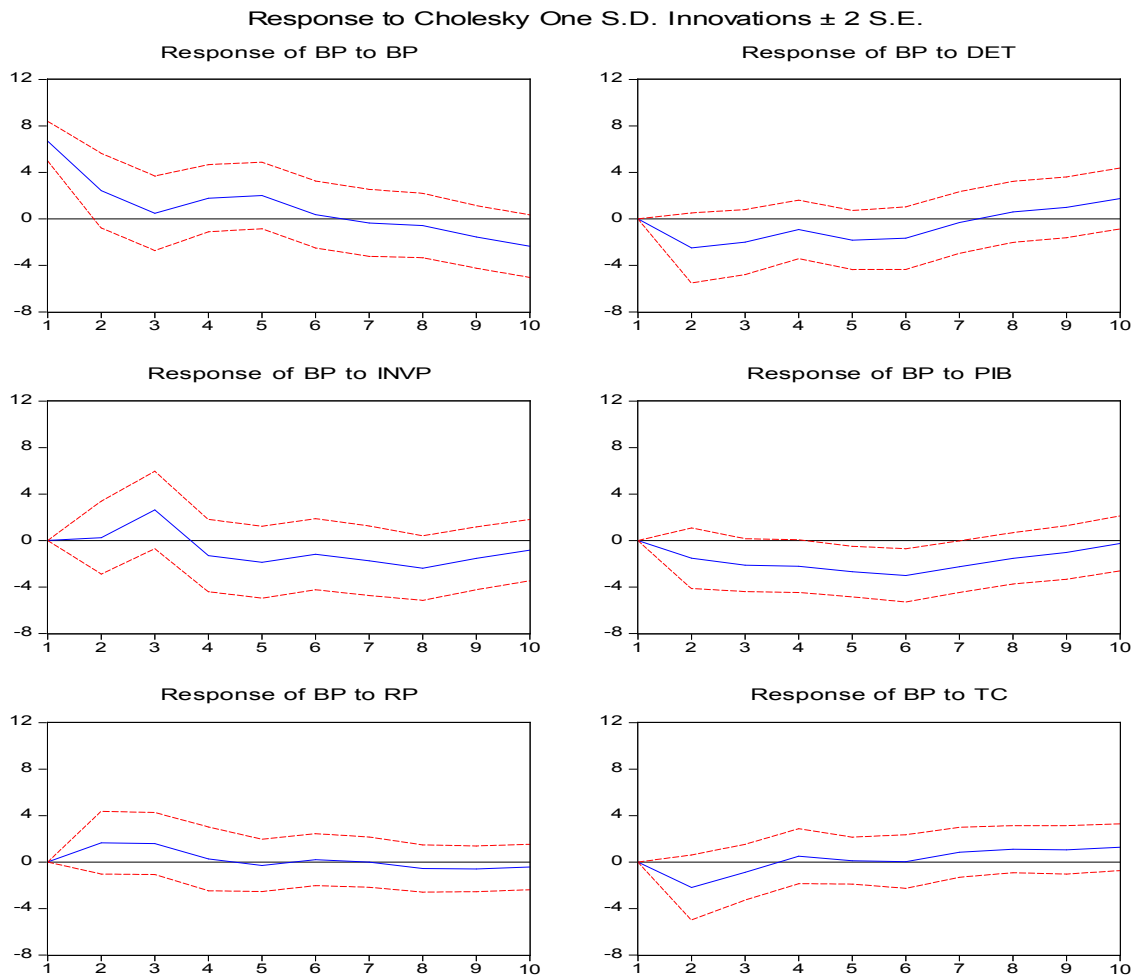 Response to Cholesky One S.D. Innovations ± 2 S.E.
Response of BP to BP
12
8
4
0
-4
-8
1 2 3 4 5 6 7 8 9 10
Response of BP to DET
12
8
4
0
-4
-8
1 2 3 4 5 6 7 8 9 10
Response of BP to INVP
12
8
4
0
-4
-8
1 2 3 4 5 6 7 8 9 10
Response of BP to PIB
12
8
4
0
-4
-8
1 2 3 4 5 6 7 8 9 10
Response of BP to RP
12
8
4
0
-4
-8
1 2 3 4 5 6 7 8 9 10
Response of BP to TC
12
8
4
0
-4
-8
1 2 3 4 5 6 7 8 9 10